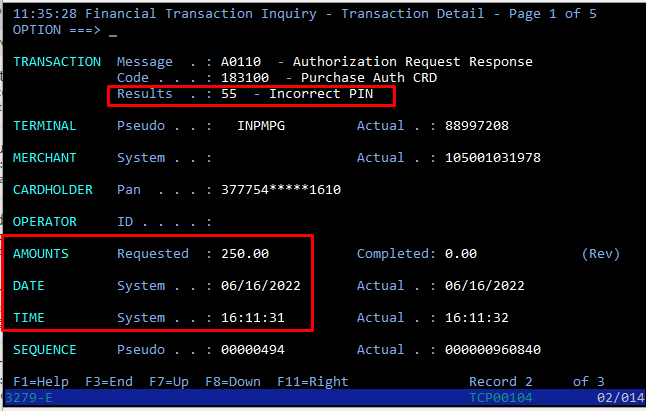 11:35:28 Financial Transaction Inquiry - Transaction Detail - Page 1 of 5
OPTION ===> _
TRANSACTION Message . : A0110 - Authorization Request Response
Code . . . : 183100 - Purchase Auth CRD
Results . . : 55 - Incorrect PIN
TERMINAL Pseudo . . : INPMPG Actual . : 88997208
MERCHANT System . . : Actual . : 105001031978
CARDHOLDER Pan . . . : 377754*****1610
OPERATOR ID . . . . :
AMOUNTS Requested : 250.00 Completed: 0.00 (Rev)
DATE System . . : 06/16/2022 Actual . : 06/16/2022
TIME System . . : 16:11:31 Actual . : 16:11:32
SEQUENCE Pseudo . . : 00000494 Actual . : 000000960840
F1=Help F3=End F7=Up F8=Down F11=Right Record 2 of 3
3279-E TCP00104 02/014